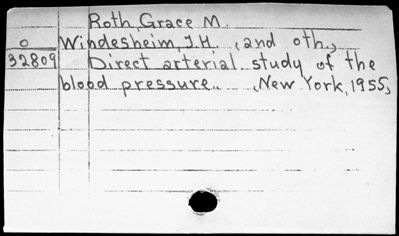 Roth, Grace M.
O Windesheim, J.H. , and oth.,
32809 Direct arterial study of the
blood pressure.. , New York, 1955,